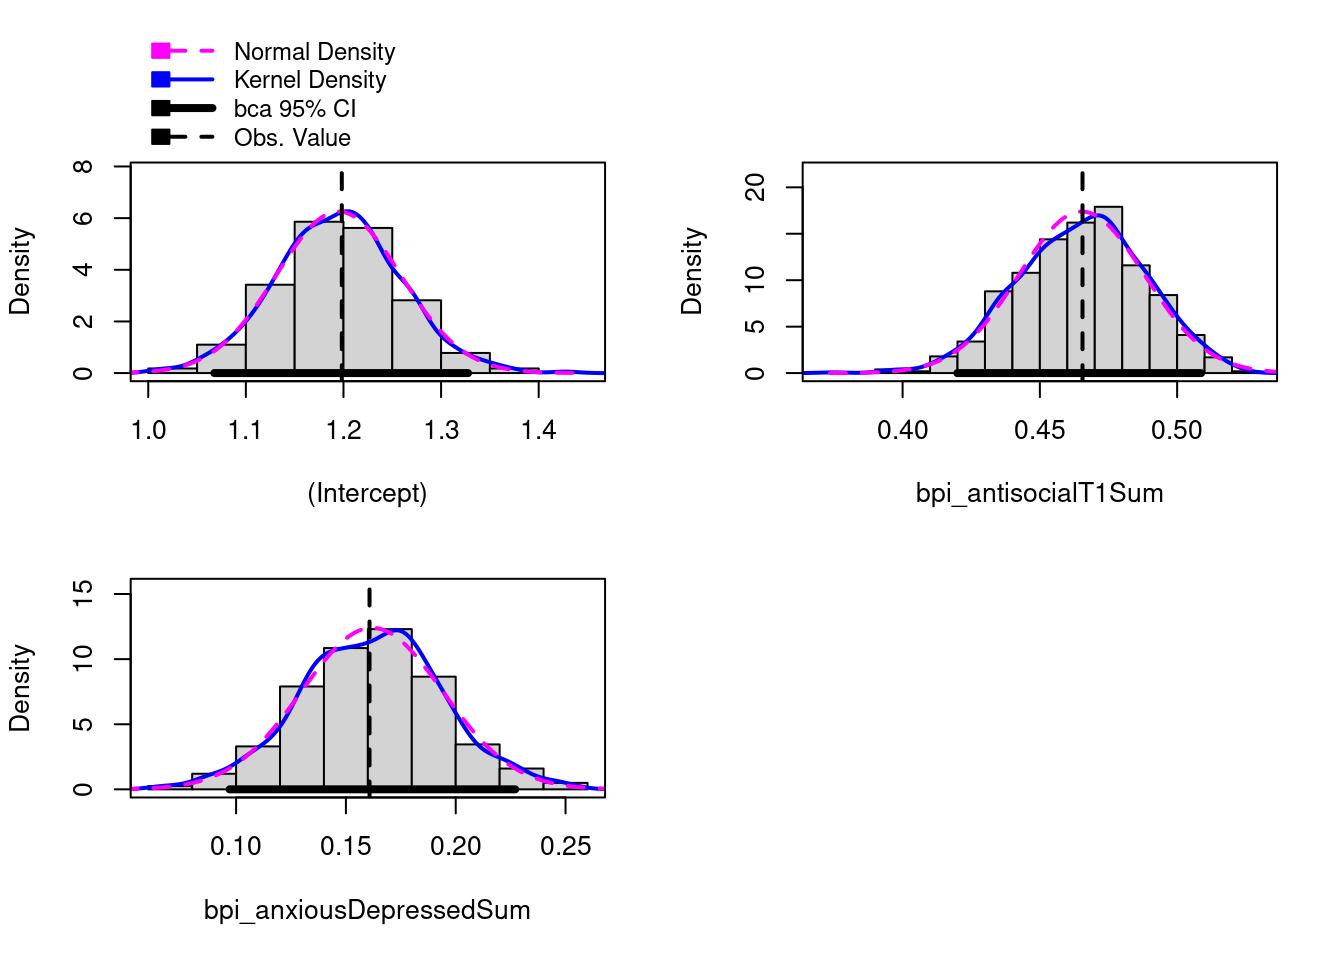 Normal Density
Kernel Density
bca 95% CI
Obs. Value
Density
0 2 4 6 8
1.0 1.1 1.2 1.3 1.4
(Intercept)
Density
0 5 10 20
0.40 0.45 0.50
bpi_antisocialT1Sum
Density
0 5 10 15
0.10 0.15 0.20 0.25
bpi_anxiousDepressedSum